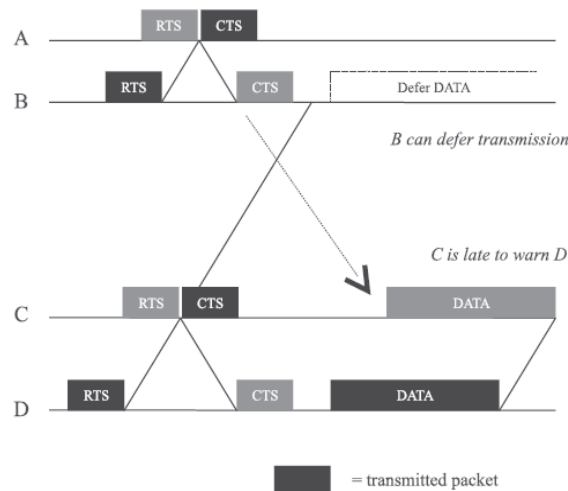 A RTS CTS
B RTS CTS Defer DATA
B can defer transmission
C is late to warn D
C RTS CTS DATA
D RTS CTS DATA
= transmitted packet